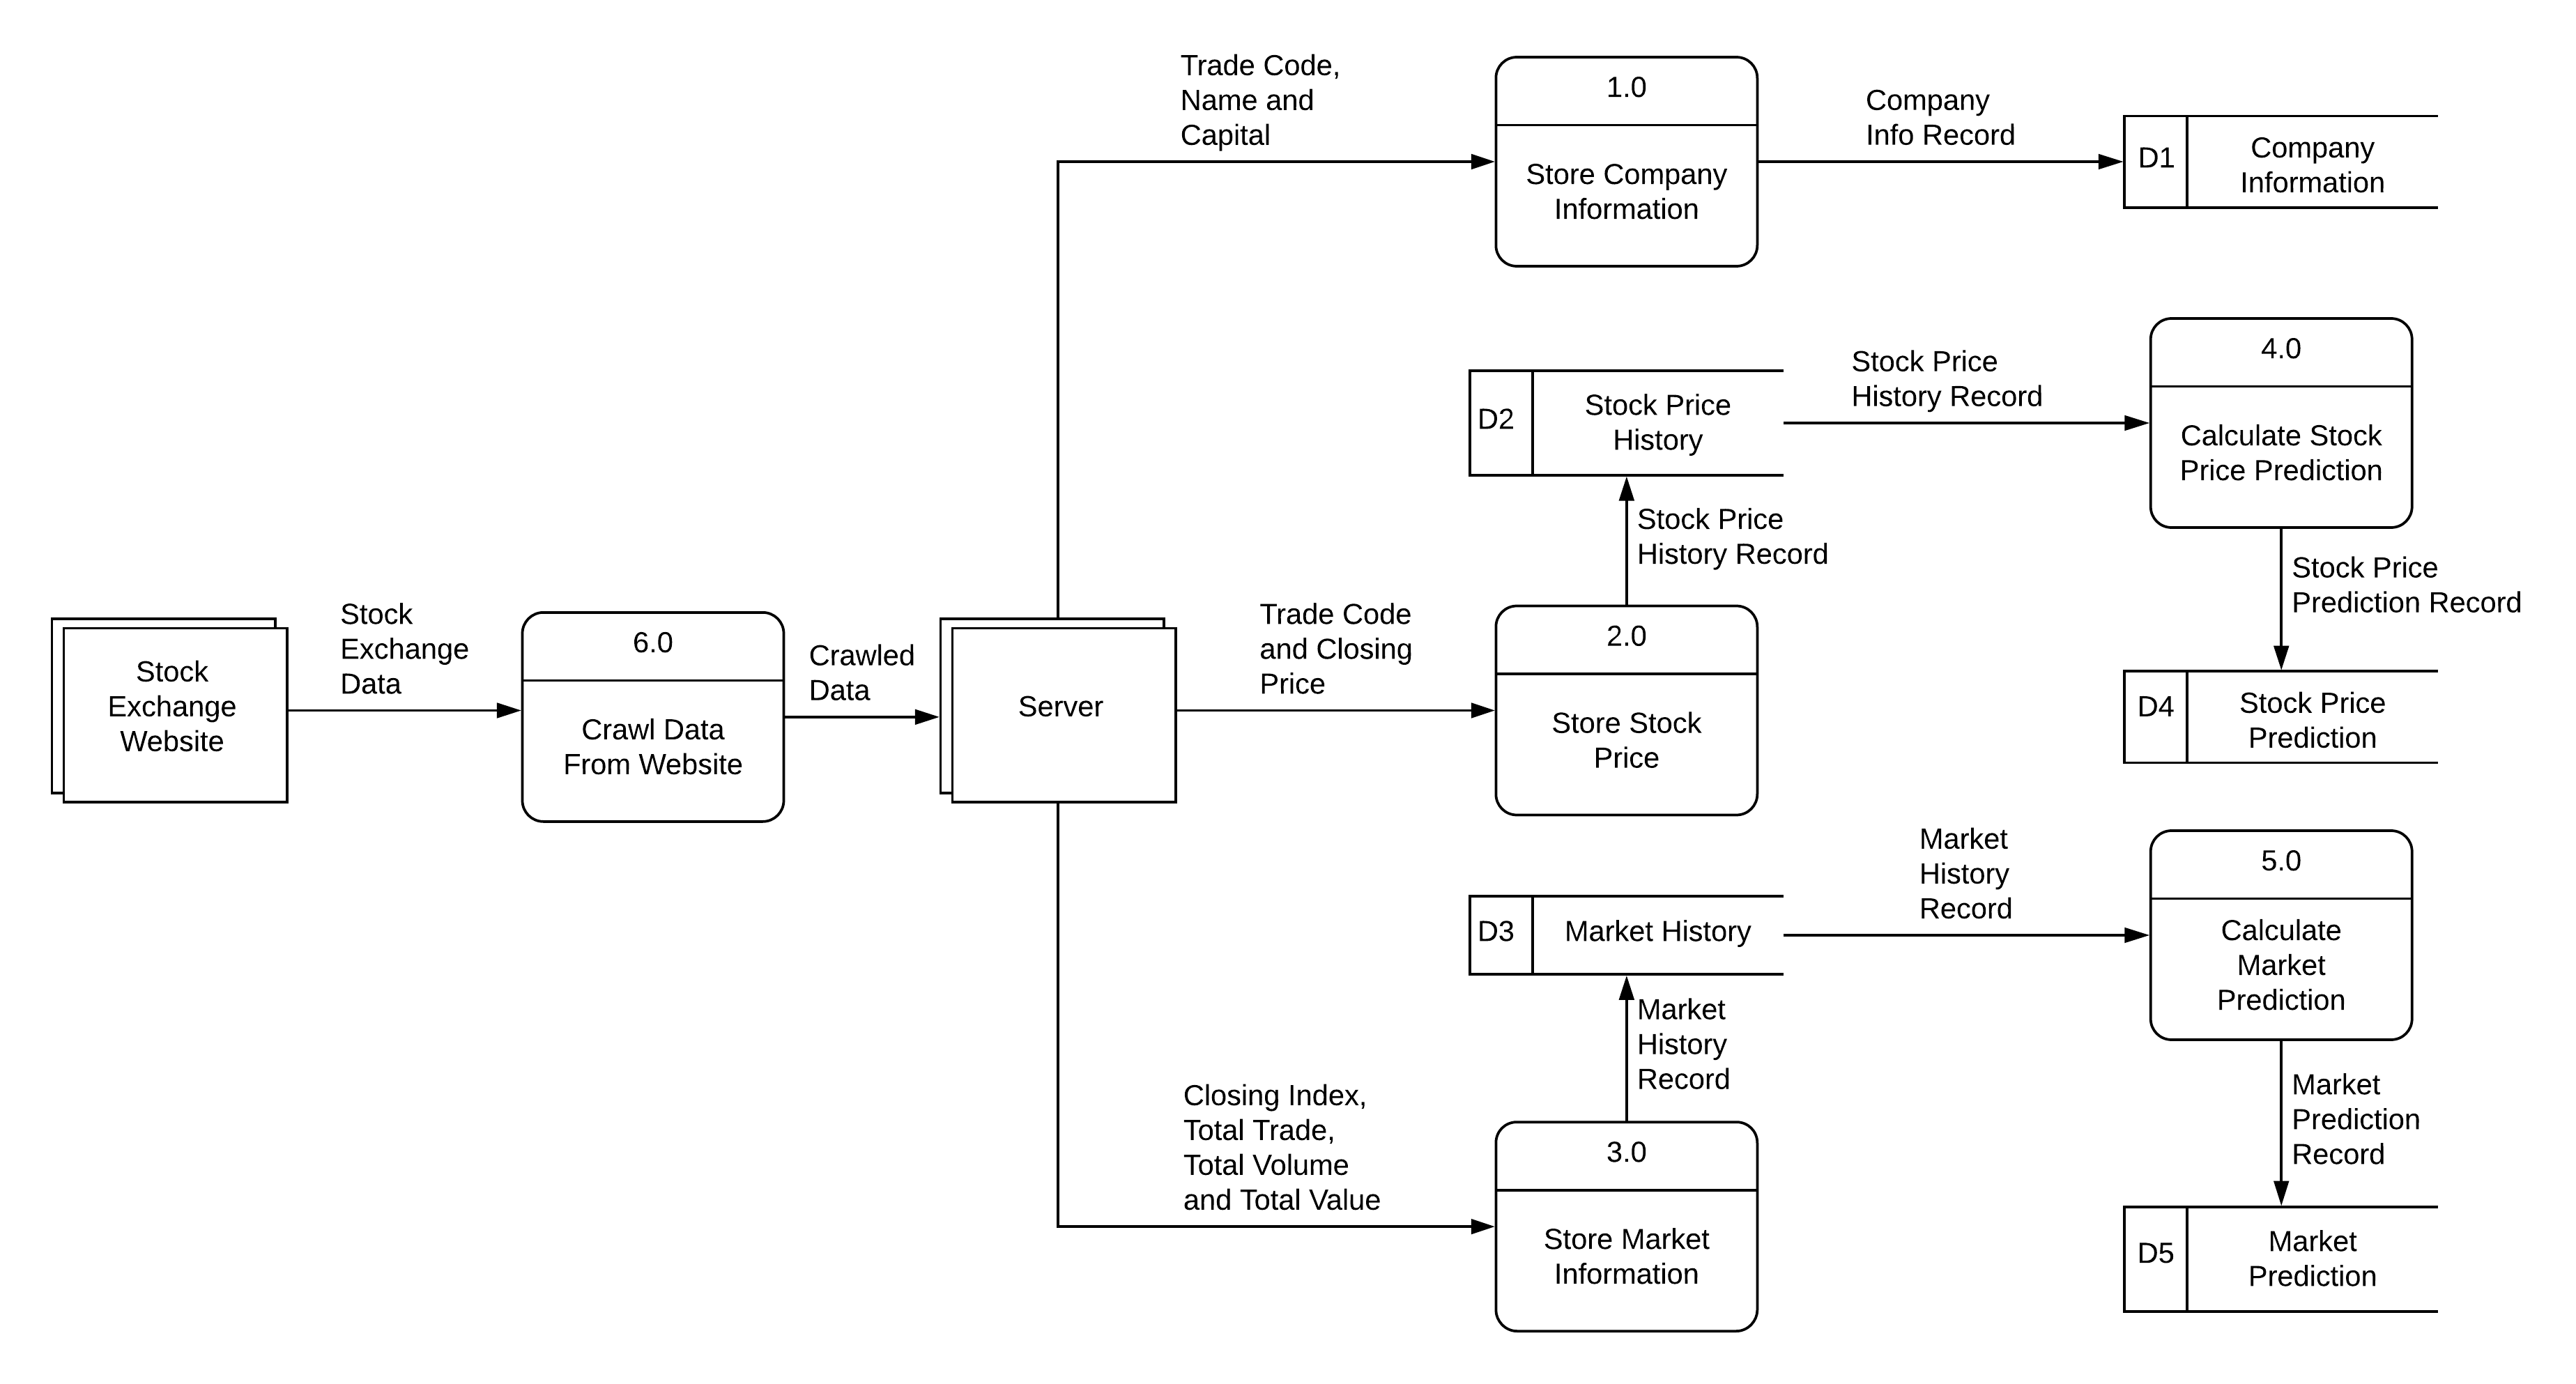 Trade Code,
Name and
Capital
1.0
Store Company
Information
Company
Info Record
D1
Company
Information
D2
Stock Price
History
Stock Price
History Record
4.0
Calculate Stock
Price Prediction
Stock Price
History Record
Stock Price
Prediction Record
Stock
Exchange
Website
Stock
Exchange
Data
6.0
Crawl Data
From Website
Crawled
Data
Server
Trade Code
and Closing
Price
2.0
Store Stock
Price
D4
Stock Price
Prediction
D3
Market History
Market
History
Record
5.0
Calculate
Market
Prediction
Market
History
Record
Closing Index,
Total Trade,
Total Volume
and Total Value
3.0
Store Market
Information
Market
Prediction
Record
D5
Market
Prediction